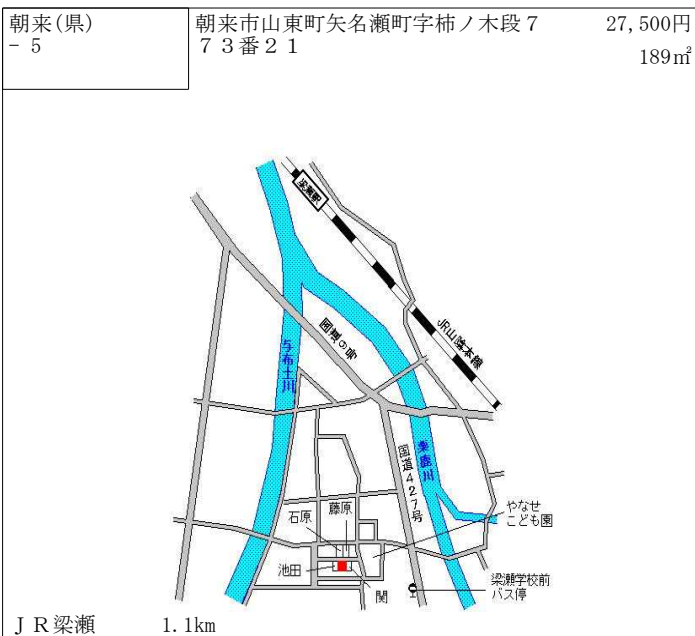 朝来(県)
- 5
朝来市山東町矢名瀬町字柿ノ木段７
７３番２１
27,500円
189㎡
梁瀬駅
JR山陰本線
国道９号
与布土川
粟鹿川
国道４２７号
やなせ
こども園
石原
藤原
池田
関
梁瀬学校前
バス停
ＪＲ梁瀬
1.1km